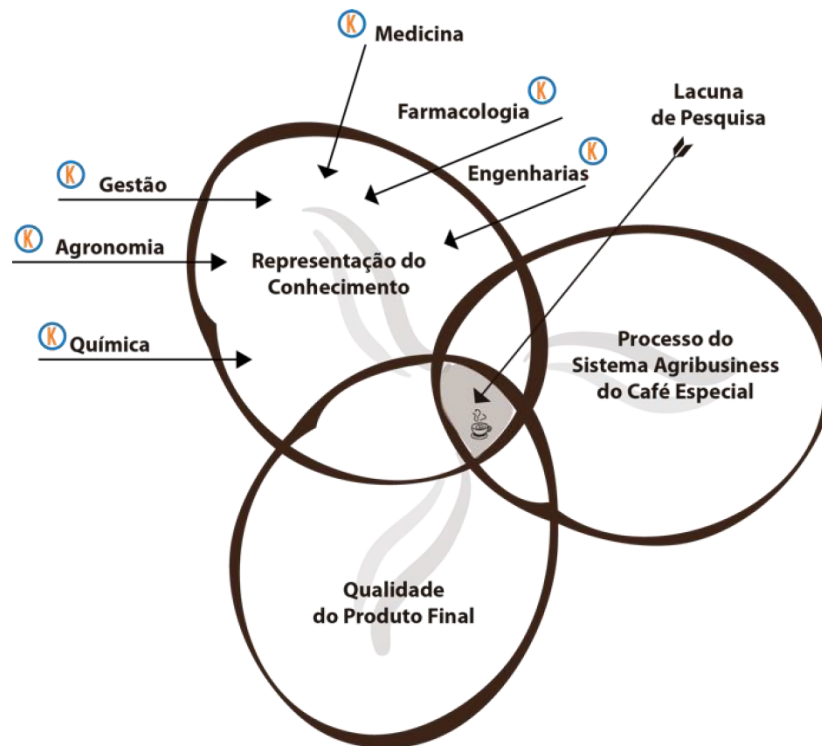 K Medicina
K
Farmacologia
Lacuna
de Pesquisa
K
Engenharias
K
Gestão
K
Agronomia
Representação do
Conhecimento
K
Química
Processo do
Sistema Agribusiness
do Café Especial
Qualidade
do Produto Final